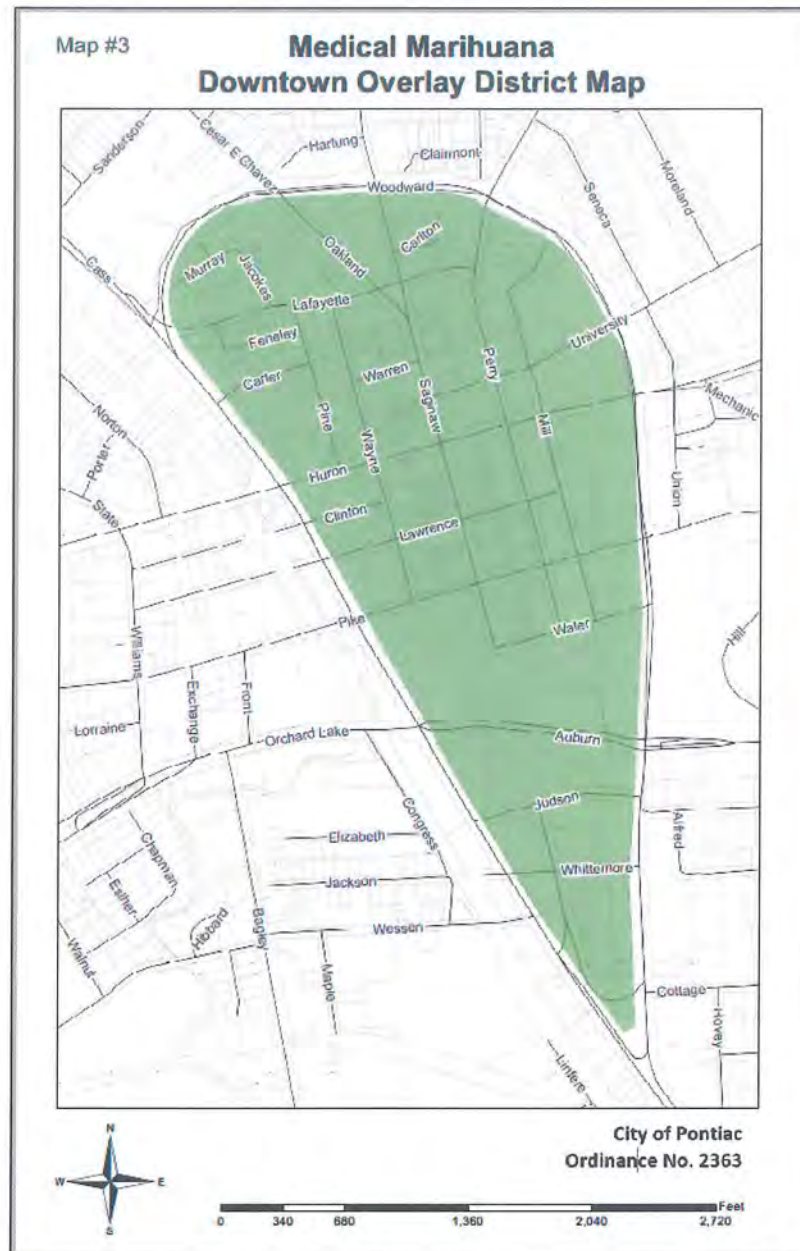 Map #3
Medical Marihuana
Downtown Overlay District Map
Sanderson
Cesar E Chavez
Hartung
Clairmont
Woodward
Seneca
Moreland
Cass
Murray
Jacokes
Oakland
Carlton
Lafayette
Feneley
University
Carter
Warren
Sagnaw
Perry
Pine
Wayne
Mill
Mechanic
Norton
Porter
Huron
Union
State
Clinton
Lawrence
Pike
Water
Hill
Williams
Exchange
Front
Lorraine
Orchard Lake
Auburn
Congress
Judson
Alfred
Chapman
Elizabeth
Whittemore
Esther
Jackson
Bagley
Hibbard
Wesson
Walnut
Maple
Cottage
Hovey
Linfere
City of Pontiac
Ordinance No. 2363
N
W
E
S
Feet
0 340 680 1,360 2,040 2,720